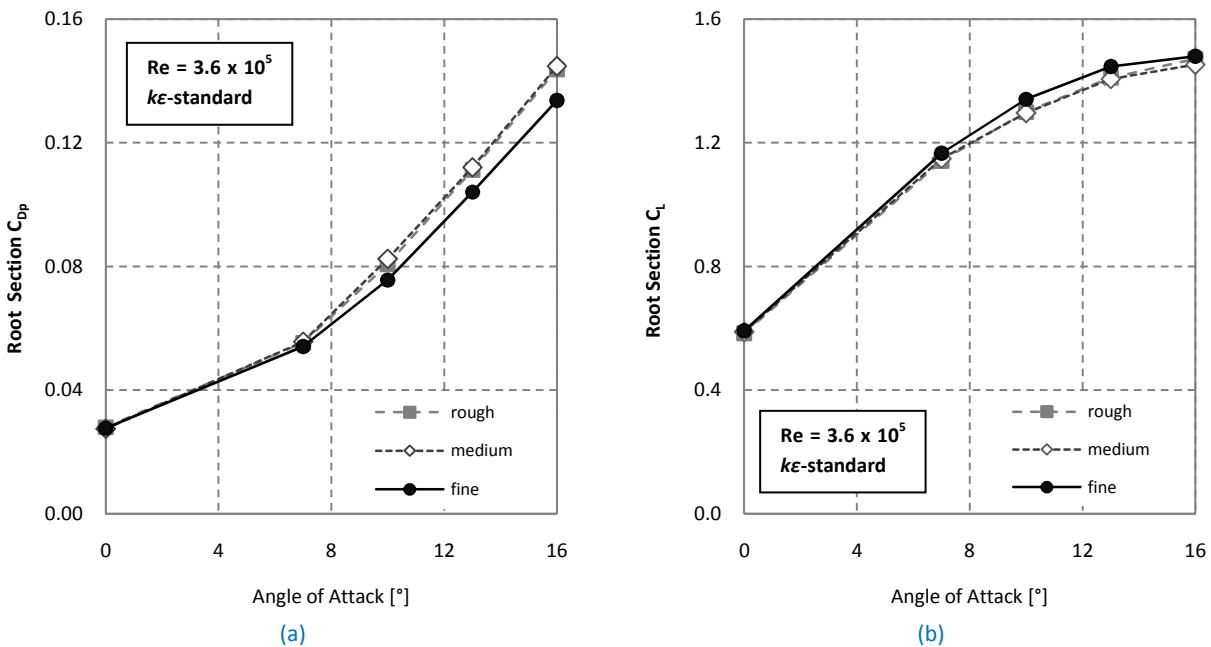 0.16
0.12
0.08
0.04
0.00
Root Section C_Dp
Re = 3.6 x 10^5
kε-standard
rough
medium
fine
0 4 8 12 16
Angle of Attack [°]
(a)
1.6
1.2
0.8
0.4
0.0
Root Section C_L
Re = 3.6 x 10^5
kε-standard
rough
medium
fine
0 4 8 12 16
Angle of Attack [°]
(b)